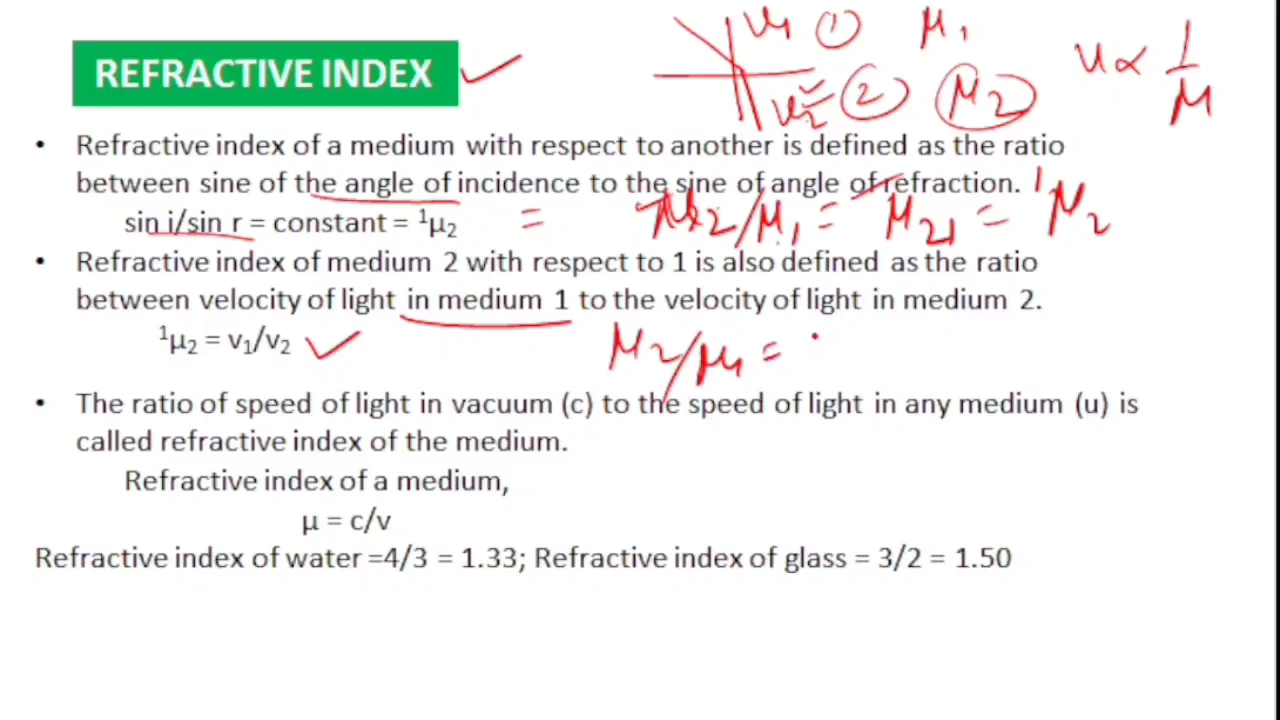 REFRACTIVE INDEX
u1 ① μ1
u2 = ② μ2
u ∝ 1/μ
• Refractive index of a medium with respect to another is defined as the ratio
between sine of the angle of incidence to the sine of angle of refraction.
sin i/sin r = constant = ¹μ₂ = μ2/μ1 = μ21 = ¹μ2
• Refractive index of medium 2 with respect to 1 is also defined as the ratio
between velocity of light in medium 1 to the velocity of light in medium 2.
¹μ₂ = v₁/v₂ μ2/μ1 =
• The ratio of speed of light in vacuum (c) to the speed of light in any medium (u) is
called refractive index of the medium.
Refractive index of a medium,
μ = c/v
Refractive index of water =4/3 = 1.33; Refractive index of glass = 3/2 = 1.50